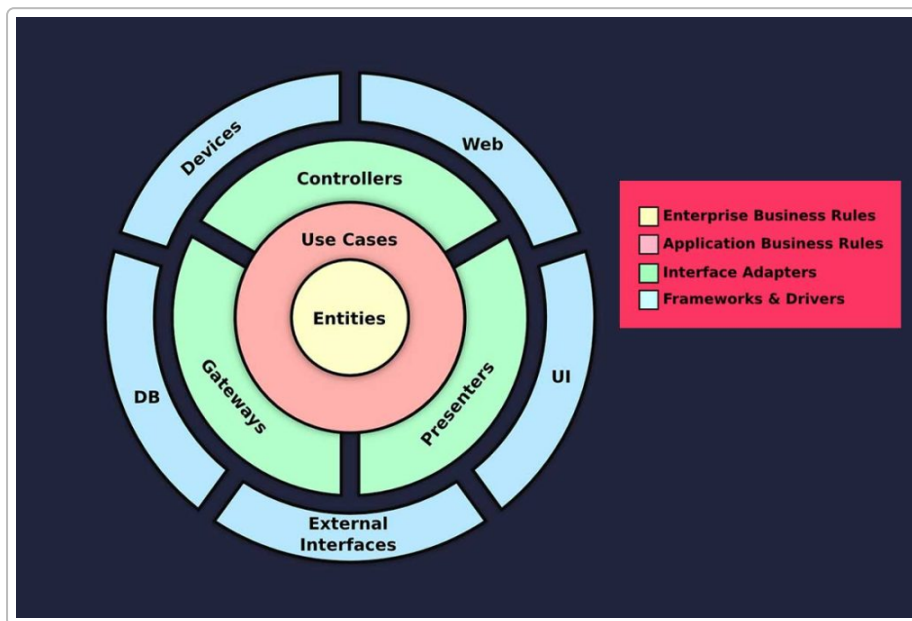 Devices
Web
Controllers
Use Cases
Entities
Gateways
Presenters
DB
UI
External
Interfaces
Enterprise Business Rules
Application Business Rules
Interface Adapters
Frameworks & Drivers